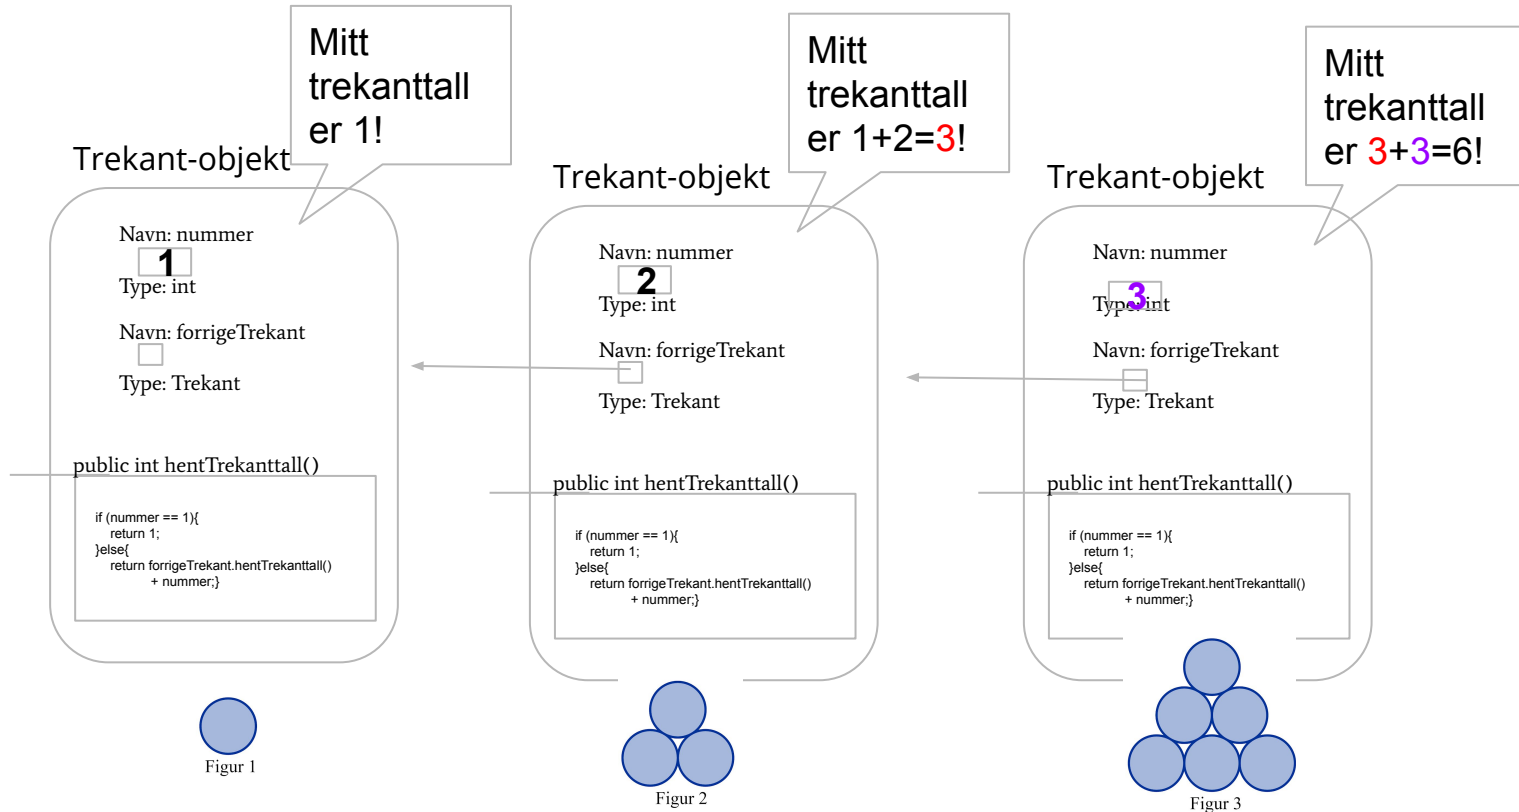 Mitt
trekanttall
er 1!
Trekant-objekt
Navn: nummer
1
Type: int
Navn: forrigeTrekant
Type: Trekant
public int hentTrekanttall()
if (nummer == 1){
return 1;
}else{
return forrigeTrekant.hentTrekanttall()
+ nummer;}
Figur 1
Mitt
trekanttall
er 1+2=3!
Trekant-objekt
Navn: nummer
2
Type: int
Navn: forrigeTrekant
Type: Trekant
public int hentTrekanttall()
if (nummer == 1){
return 1;
}else{
return forrigeTrekant.hentTrekanttall()
+ nummer;}
Figur 2
Mitt
trekanttall
er 3+3=6!
Trekant-objekt
Navn: nummer
3
Type: int
Navn: forrigeTrekant
Type: Trekant
public int hentTrekanttall()
if (nummer == 1){
return 1;
}else{
return forrigeTrekant.hentTrekanttall()
+ nummer;}
Figur 3